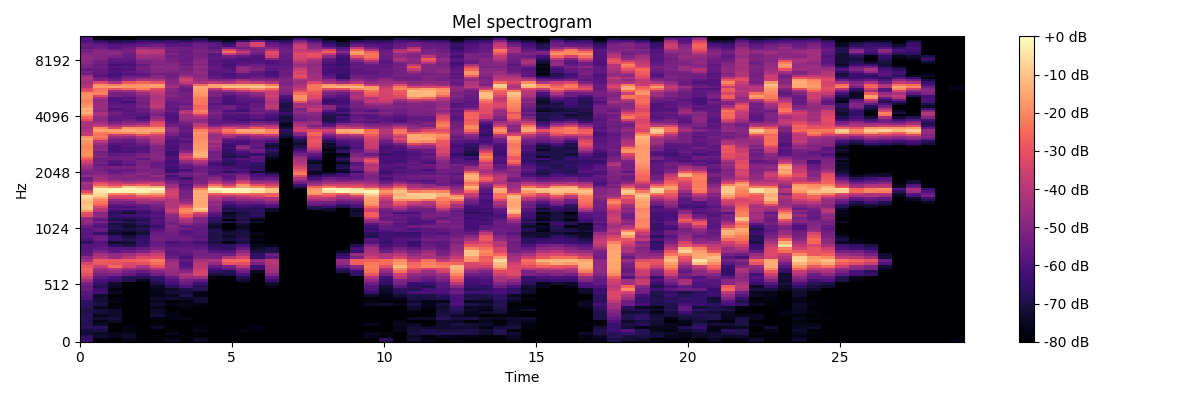 Mel spectrogram
8192
4096
2048
1024
512
0
Hz
0 5 10 15 20 25
Time
+0 dB
-10 dB
-20 dB
-30 dB
-40 dB
-50 dB
-60 dB
-70 dB
-80 dB